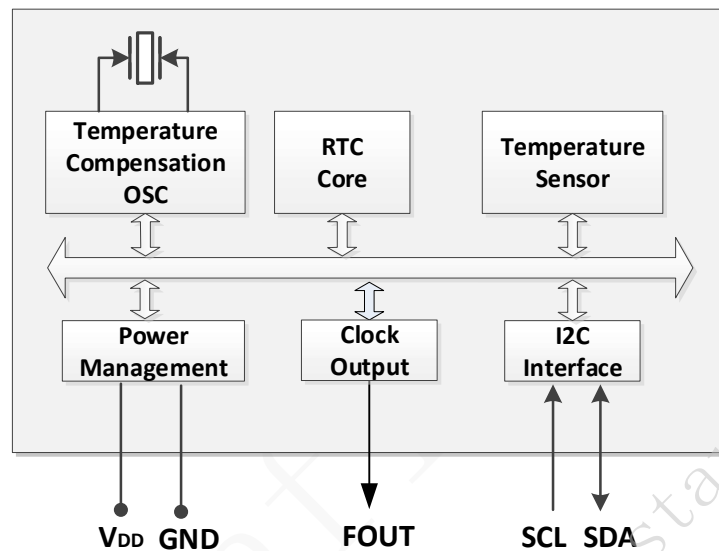 Temperature
Compensation
OSC
RTC
Core
Temperature
Sensor
Power
Management
Clock
Output
I2C
Interface
VDD GND FOUT SCL SDA